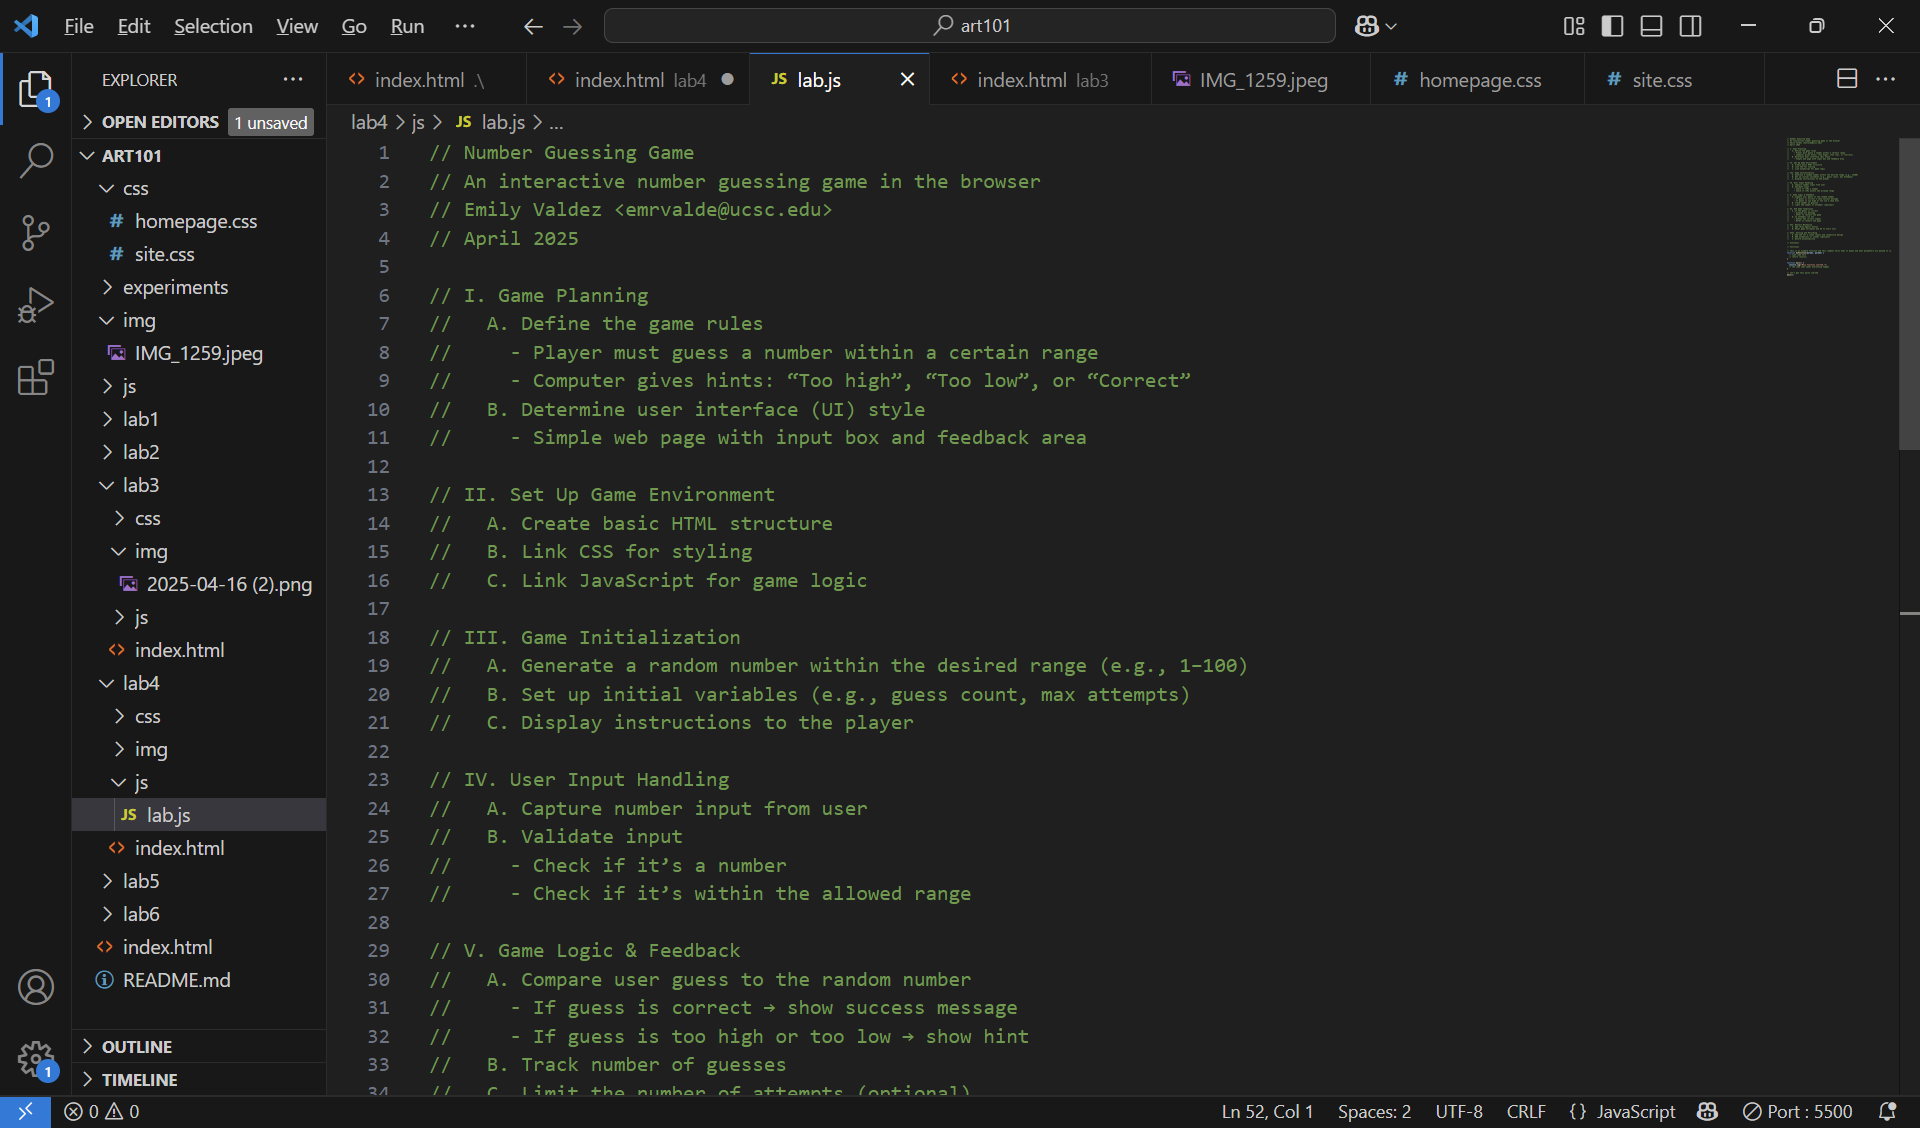 File Edit Selection View Go Run ... art101
EXPLORER ...
OPEN EDITORS 1 unsaved
ART101
css
# homepage.css
# site.css
experiments
img
IMG_1259.jpeg
js
lab1
lab2
lab3
css
img
2025-04-16 (2).png
js
<> index.html
lab4
css
img
js
JS lab.js
<> index.html
lab5
lab6
<> index.html
README.md
OUTLINE
TIMELINE
1
1
<> index.html .\ <> index.html lab4 JS lab.js <> index.html lab3 IMG_1259.jpeg # homepage.css # site.css ...
lab4 > js > JS lab.js > ...
1 // Number Guessing Game
2 // An interactive number guessing game in the browser
3 // Emily Valdez <emrvalde@ucsc.edu>
4 // April 2025
5
6 // I. Game Planning
7 //   A. Define the game rules
8 //     - Player must guess a number within a certain range
9 //     - Computer gives hints: “Too high”, “Too low”, or “Correct”
10 //   B. Determine user interface (UI) style
11 //     - Simple web page with input box and feedback area
12
13 // II. Set Up Game Environment
14 //   A. Create basic HTML structure
15 //   B. Link CSS for styling
16 //   C. Link JavaScript for game logic
17
18 // III. Game Initialization
19 //   A. Generate a random number within the desired range (e.g., 1–100)
20 //   B. Set up initial variables (e.g., guess count, max attempts)
21 //   C. Display instructions to the player
22
23 // IV. User Input Handling
24 //   A. Capture number input from user
25 //   B. Validate input
26 //     - Check if it’s a number
27 //     - Check if it’s within the allowed range
28
29 // V. Game Logic & Feedback
30 //   A. Compare user guess to the random number
31 //     - If guess is correct → show success message
32 //     - If guess is too high or too low → show hint
33 //   B. Track number of guesses
34 //   C. Limit the number of attempts (optional)
0 0 Ln 52, Col 1 Spaces: 2 UTF-8 CRLF {} JavaScript Port : 5500